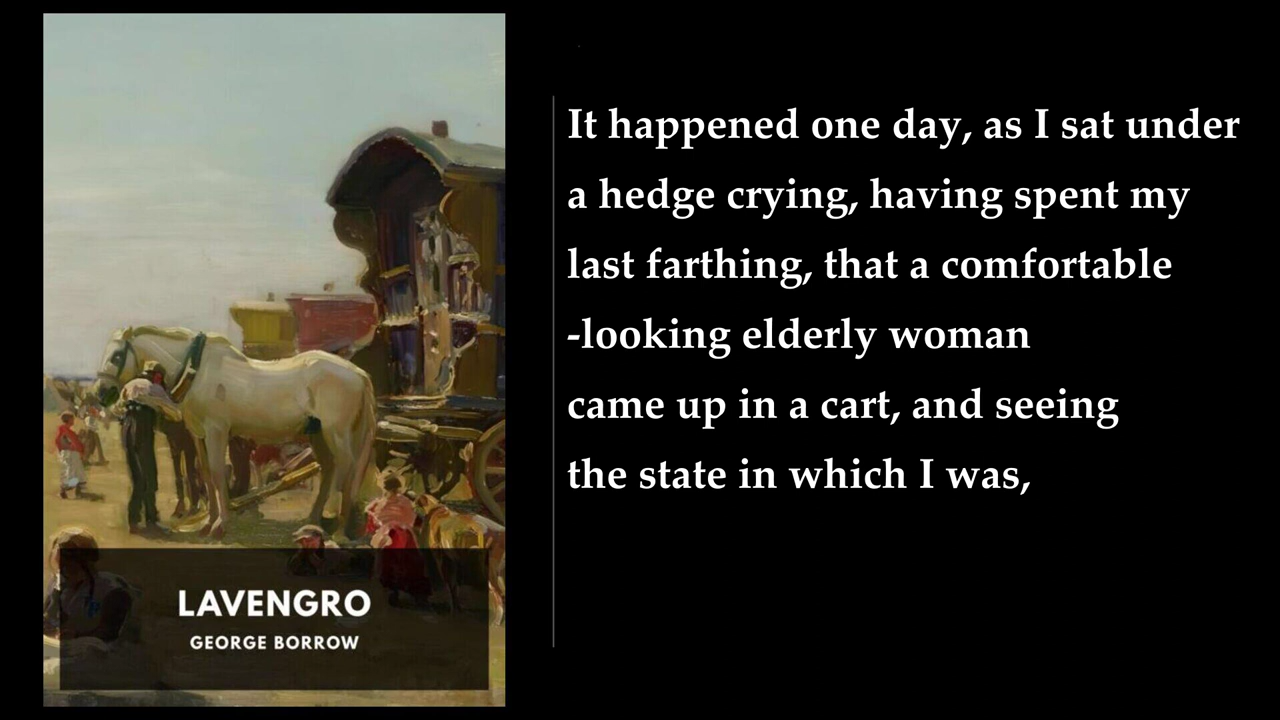 LAVENGRO
GEORGE BORROW
It happened one day, as I sat under
a hedge crying, having spent my
last farthing, that a comfortable
-looking elderly woman
came up in a cart, and seeing
the state in which I was,